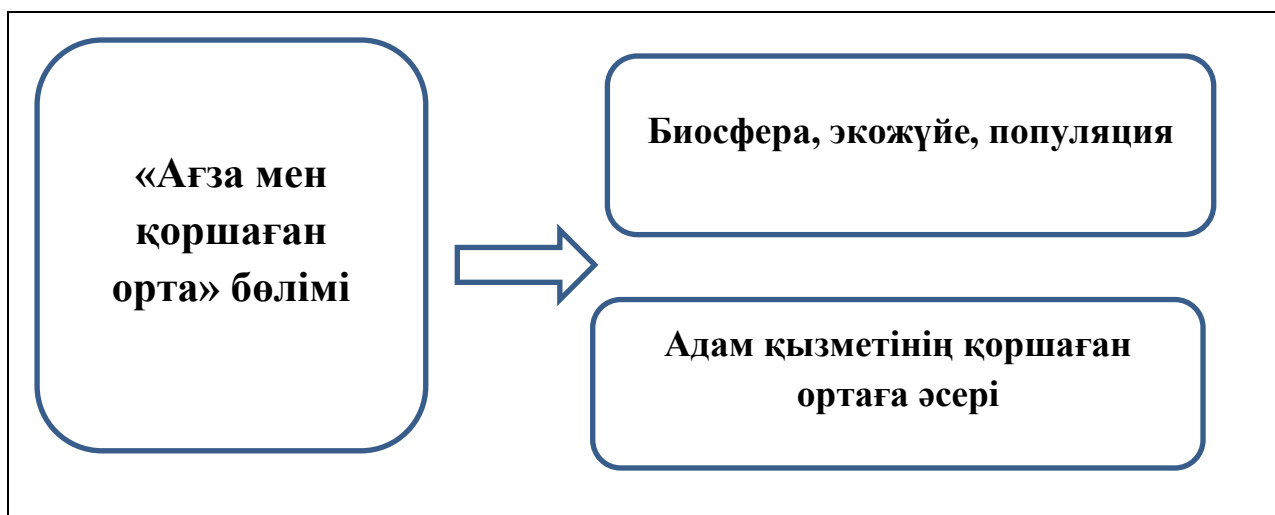 «Ағза мен
қоршаған
орта» бөлімі
Биосфера, экожүйе, популяция
Адам қызметінің қоршаған
ортаға әсері